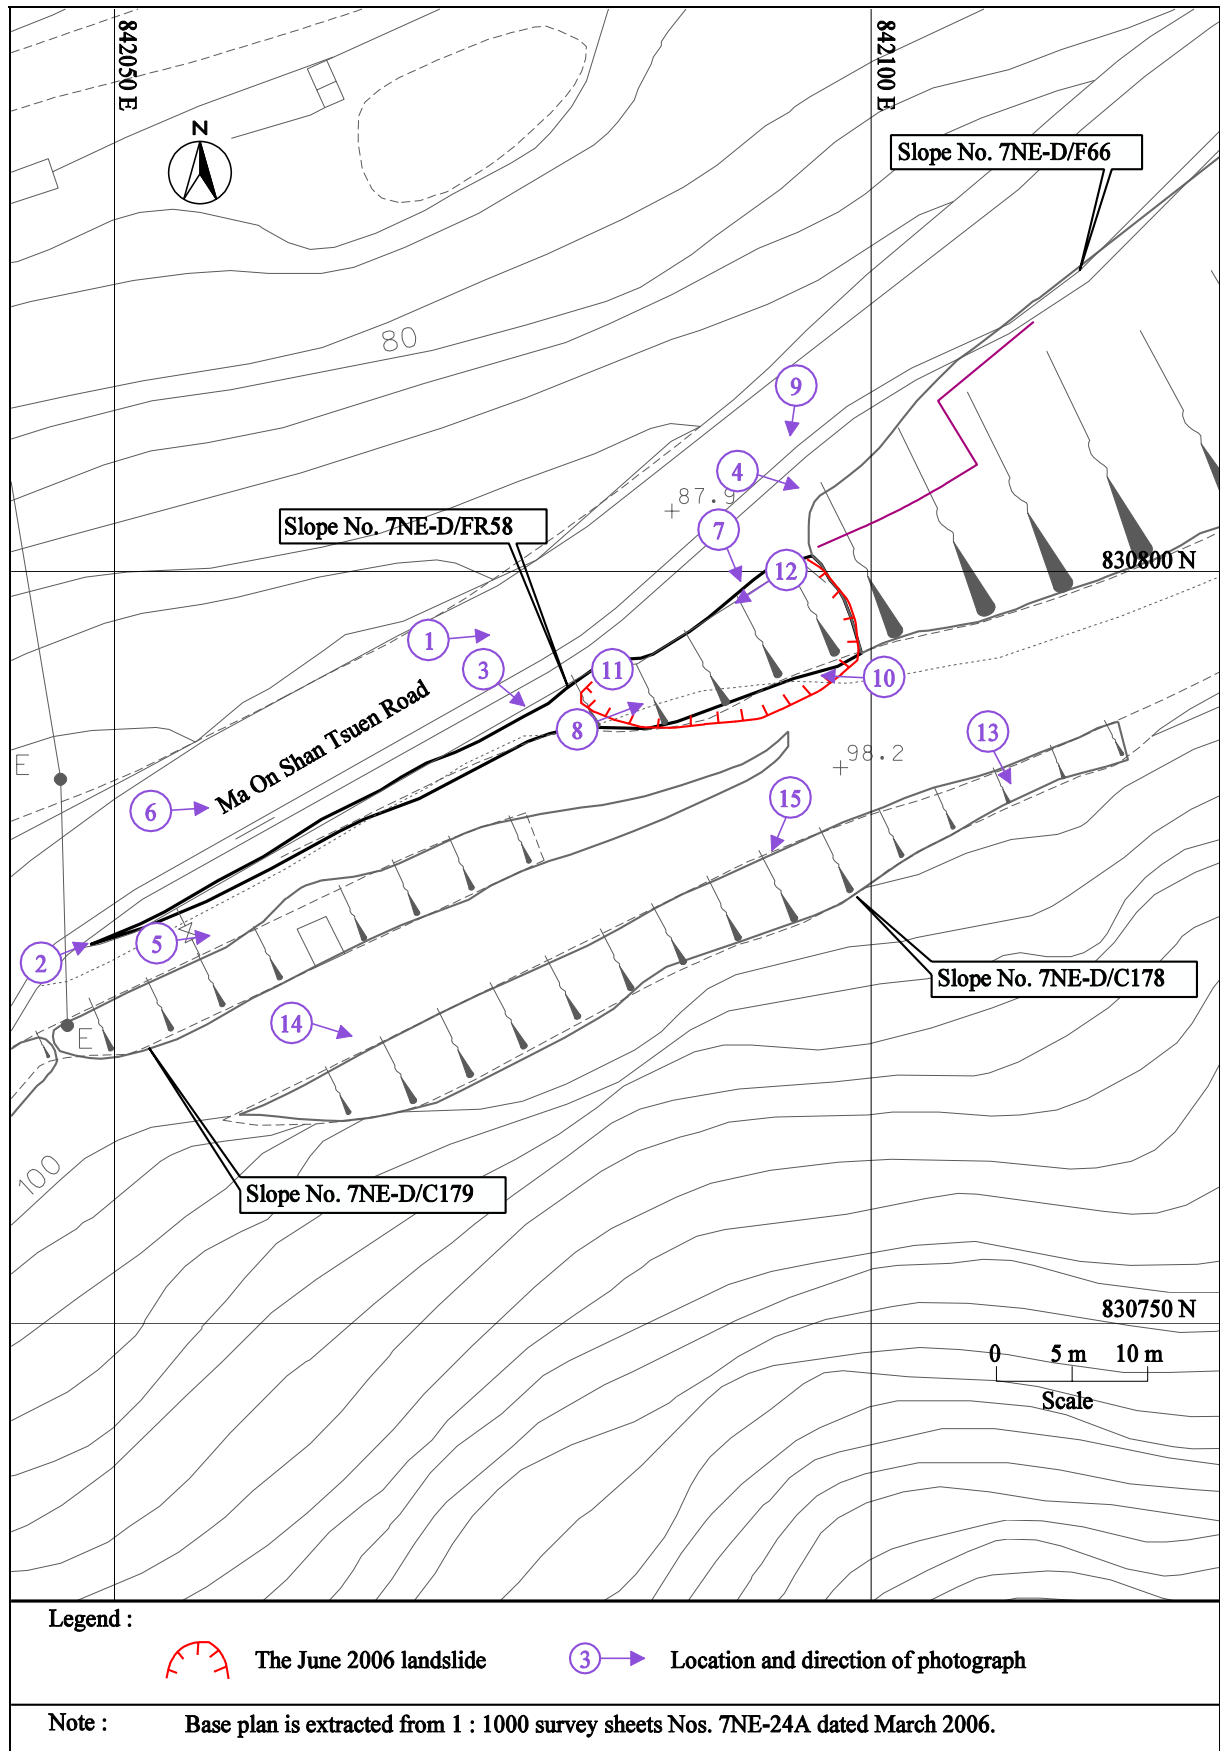 842050 E
842100 E
N
Slope No. 7NE-D/F66
80
9
4
87.9
7
Slope No. 7NE-D/FR58
830800 N
12
1
3
11
10
8
13
98.2
E
Ma On Shan Tsuen Road
6
15
5
2
Slope No. 7NE-D/C178
14
E
100
Slope No. 7NE-D/C179
830750 N
0 5 m 10 m
Scale
Legend :
The June 2006 landslide
3 Location and direction of photograph
Note : Base plan is extracted from 1 : 1000 survey sheets Nos. 7NE-24A dated March 2006.